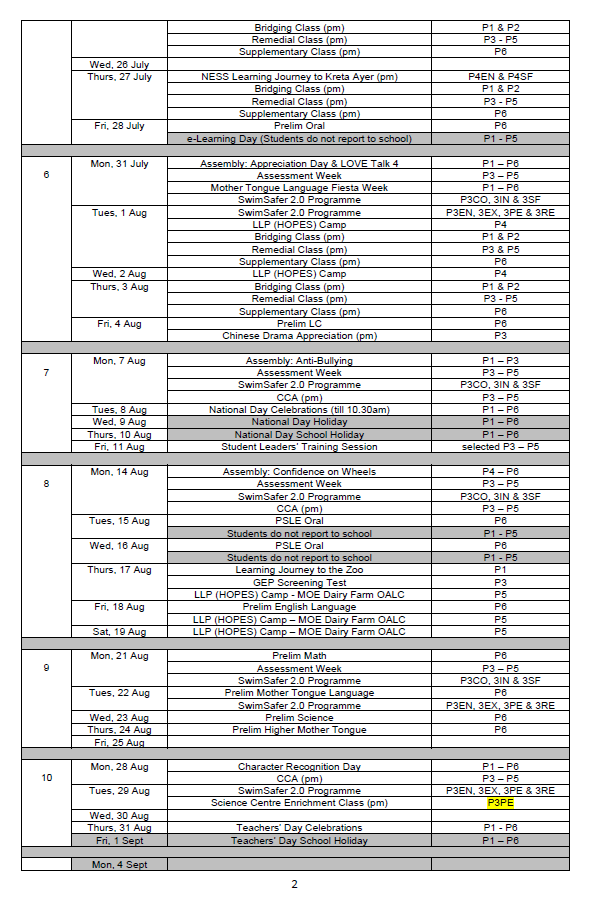 Bridging Class (pm) P1 & P2
Remedial Class (pm) P3 - P5
Supplementary Class (pm) P6
Wed, 26 July
Thurs, 27 July NESS Learning Journey to Kreta Ayer (pm) P4EN & P4SF
Bridging Class (pm) P1 & P2
Remedial Class (pm) P3 - P5
Supplementary Class (pm) P6
Fri, 28 July Prelim Oral P6
e-Learning Day (Students do not report to school) P1 - P5
Mon, 31 July Assembly: Appreciation Day & LOVE Talk 4 P1 – P6
6 Assessment Week P3 – P5
Mother Tongue Language Fiesta Week P1 – P6
SwimSafer 2.0 Programme P3CO, 3IN & 3SF
Tues, 1 Aug SwimSafer 2.0 Programme P3EN, 3EX, 3PE & 3RE
LLP (HOPES) Camp P4
Bridging Class (pm) P1 & P2
Remedial Class (pm) P3 & P5
Supplementary Class (pm) P6
Wed, 2 Aug LLP (HOPES) Camp P4
Thurs, 3 Aug Bridging Class (pm) P1 & P2
Remedial Class (pm) P3 - P5
Supplementary Class (pm) P6
Fri, 4 Aug Prelim LC P6
Chinese Drama Appreciation (pm) P3
Mon, 7 Aug Assembly: Anti-Bullying P1 – P3
7 Assessment Week P3 – P5
SwimSafer 2.0 Programme P3CO, 3IN & 3SF
CCA (pm) P3 – P5
Tues, 8 Aug National Day Celebrations (till 10.30am) P1 – P6
Wed, 9 Aug National Day Holiday P1 – P6
Thurs, 10 Aug National Day School Holiday P1 – P6
Fri, 11 Aug Student Leaders' Training Session selected P3 – P5
Mon, 14 Aug Assembly: Confidence on Wheels P4 – P6
8 Assessment Week P3 – P5
SwimSafer 2.0 Programme P3CO, 3IN & 3SF
CCA (pm) P3 – P5
Tues, 15 Aug PSLE Oral P6
Students do not report to school P1 - P5
Wed, 16 Aug PSLE Oral P6
Students do not report to school P1 - P5
Thurs, 17 Aug Learning Journey to the Zoo P1
GEP Screening Test P3
LLP (HOPES) Camp - MOE Dairy Farm OALC P5
Fri, 18 Aug Prelim English Language P6
LLP (HOPES) Camp – MOE Dairy Farm OALC P5
Sat, 19 Aug LLP (HOPES) Camp – MOE Dairy Farm OALC P5
Mon, 21 Aug Prelim Math P6
9 Assessment Week P3 – P5
SwimSafer 2.0 Programme P3CO, 3IN & 3SF
Tues, 22 Aug Prelim Mother Tongue Language P6
SwimSafer 2.0 Programme P3EN, 3EX, 3PE & 3RE
Wed, 23 Aug Prelim Science P6
Thurs, 24 Aug Prelim Higher Mother Tongue P6
Fri, 25 Aug
Mon, 28 Aug Character Recognition Day P1 – P6
10 CCA (pm) P3 – P5
Tues, 29 Aug SwimSafer 2.0 Programme P3EN, 3EX, 3PE & 3RE
Science Centre Enrichment Class (pm) P3PE
Wed, 30 Aug
Thurs, 31 Aug Teachers' Day Celebrations P1 - P6
Fri, 1 Sept Teachers' Day School Holiday P1 – P6
Mon, 4 Sept
2